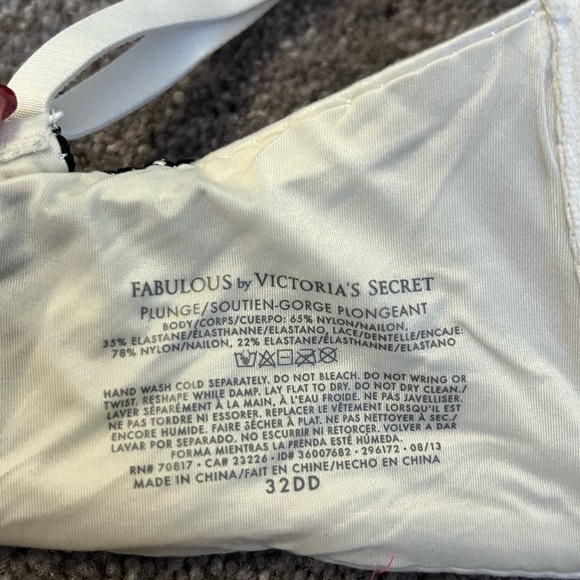 FABULOUS by VICTORIA'S SECRET
PLUNGE/SOUTIEN-GORGE PLONGEANT
BODY/CORPS/CUERPO: 65% NYLON/NAILON,
35% ELASTANE/ÉLASTHANNE/ELASTANO, LACE/DENTELLE/ENCAJE:
78% NYLON/NAILON, 22% ELASTANE/ÉLASTHANNE/ELASTANO
HAND WASH COLD SEPARATELY. DO NOT BLEACH. DO NOT WRING OR
TWIST. RESHAPE WHILE DAMP. LAY FLAT TO DRY. DO NOT DRY CLEAN./
LAVER SÉPARÉMENT À LA MAIN, À L'EAU FROIDE. NE PAS JAVELLISER.
NE PAS TORDRE NI ESSORER. REPLACER LE VÊTEMENT LORSQU'IL EST
ENCORE HUMIDE. FAIRE SÉCHER À PLAT. NE PAS NETTOYER À SEC./
LAVAR POR SEPARADO. NO ESCURRIR NI RETORCER. VOLVER A DAR
FORMA MIENTRAS LA PRENDA ESTÉ HÚMEDA.
RN# 70817 • CA# 23226 • ID# 36007682 • 296172 • 08/13
MADE IN CHINA/FAIT EN CHINE/HECHO EN CHINA
32DD